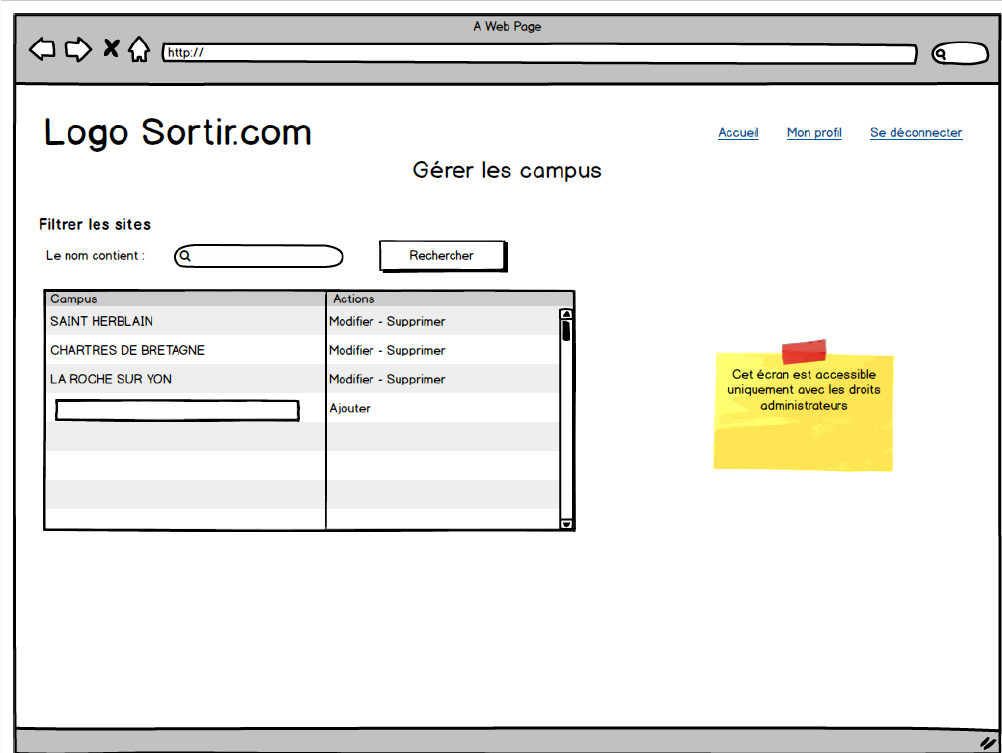 A Web Page
http://
Logo Sortir.com
Accueil
Mon profil
Se déconnecter
Gérer les campus
Filtrer les sites
Le nom contient :
Rechercher
Campus
Actions
SAINT HERBLAIN
Modifier - Supprimer
CHARTRES DE BRETAGNE
Modifier - Supprimer
LA ROCHE SUR YON
Modifier - Supprimer
Ajouter
Cet écran est accessible
uniquement avec les droits
administrateurs